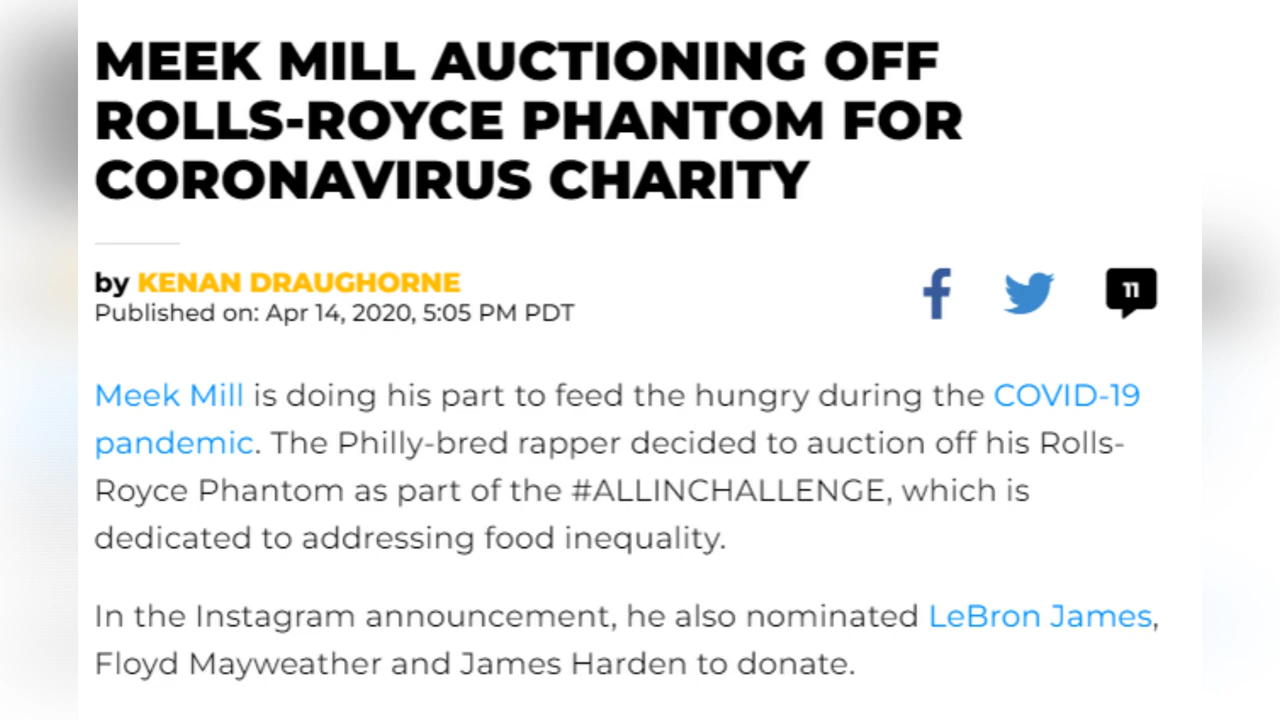 MEEK MILL AUCTIONING OFF
ROLLS-ROYCE PHANTOM FOR
CORONAVIRUS CHARITY
by KENAN DRAUGHORNE
Published on: Apr 14, 2020, 5:05 PM PDT
11
Meek Mill is doing his part to feed the hungry during the COVID-19
pandemic. The Philly-bred rapper decided to auction off his Rolls-
Royce Phantom as part of the #ALLINCHALLENGE, which is
dedicated to addressing food inequality.
In the Instagram announcement, he also nominated LeBron James,
Floyd Mayweather and James Harden to donate.